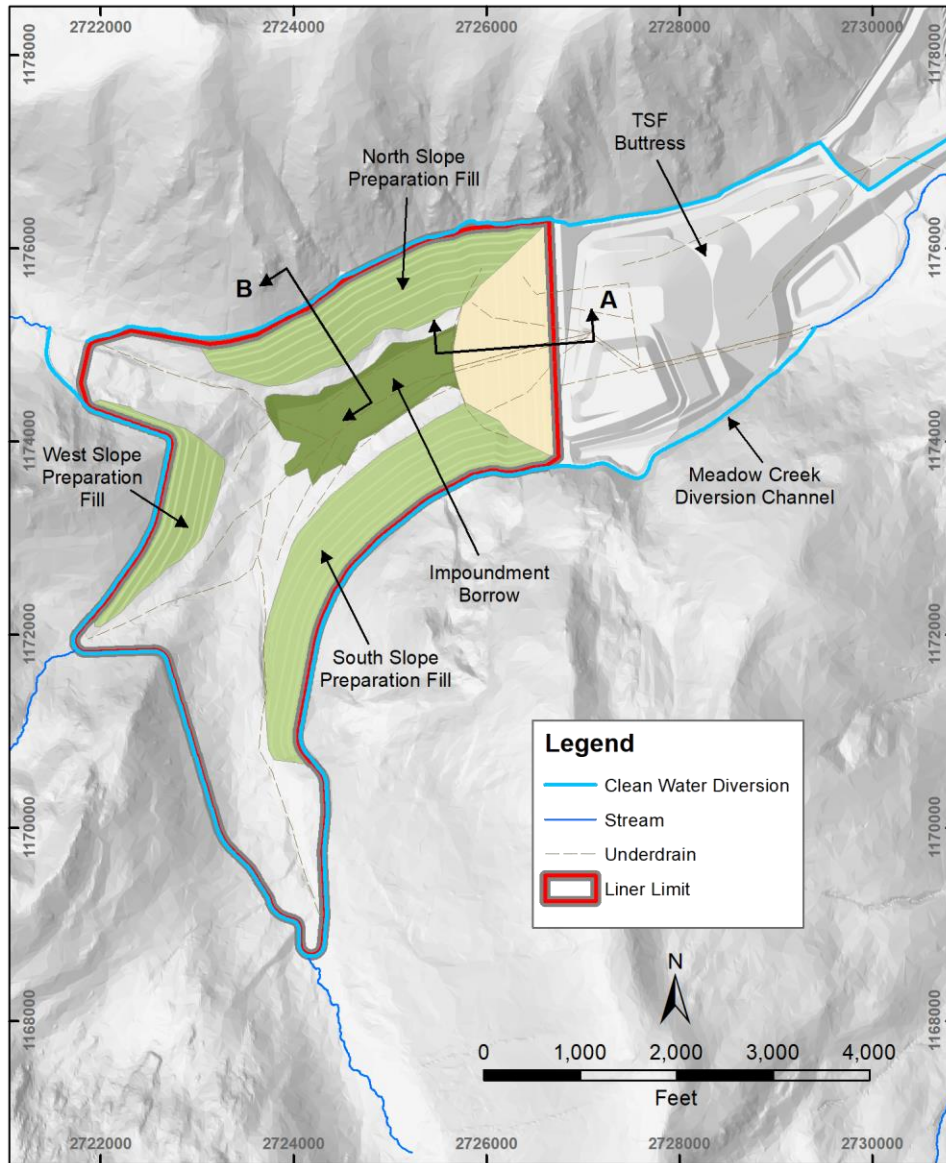 2722000
2724000
2726000
2728000
2730000
1178000
1178000
TSF
Buttress
North Slope
Preparation Fill
1176000
1176000
B
A
1174000
1174000
West Slope
Preparation
Fill
Meadow Creek
Diversion Channel
Impoundment
Borrow
1172000
1172000
South Slope
Preparation Fill
Legend
Clean Water Diversion
Stream
Underdrain
Liner Limit
1170000
1170000
N
1168000
1168000
0
1,000
2,000
3,000
4,000
Feet
2722000
2724000
2726000
2728000
2730000